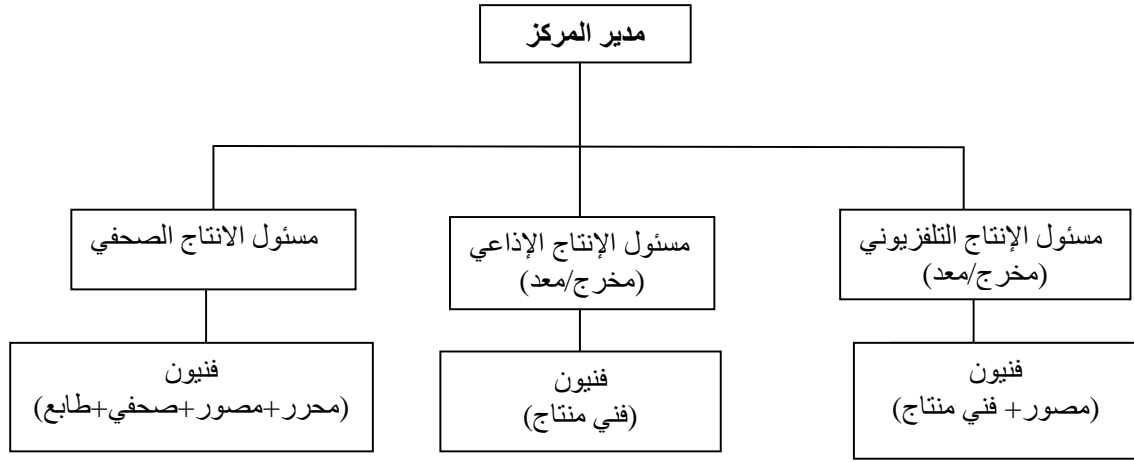 مدير المركز
مسئول الإنتاج التلفزيوني
(مخرج/معد)
مسئول الإنتاج الإذاعي
(مخرج/معد)
مسئول الانتاج الصحفي
فنيون
(مصور+ فني منتاج)
فنيون
(فني منتاج)
فنيون
(محرر+مصور+صحفي+طابع)